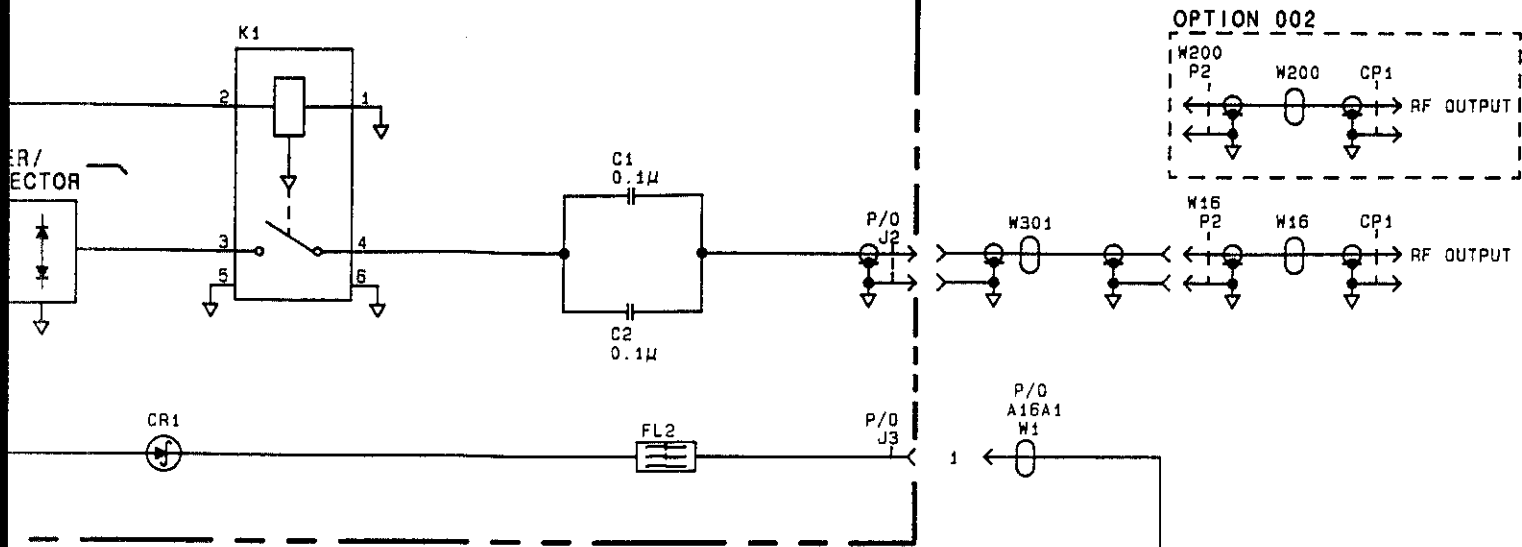 OPTION 002
W200
P2
W200
CP1
RF OUTPUT
K1
2
1
ER/
ECTOR
3
4
5
6
C1
0.1µ
C2
0.1µ
P/O
J2
W301
W16
P2
W16
CP1
RF OUTPUT
CR1
FL2
P/O
J3
1
P/O
A16A1
W1